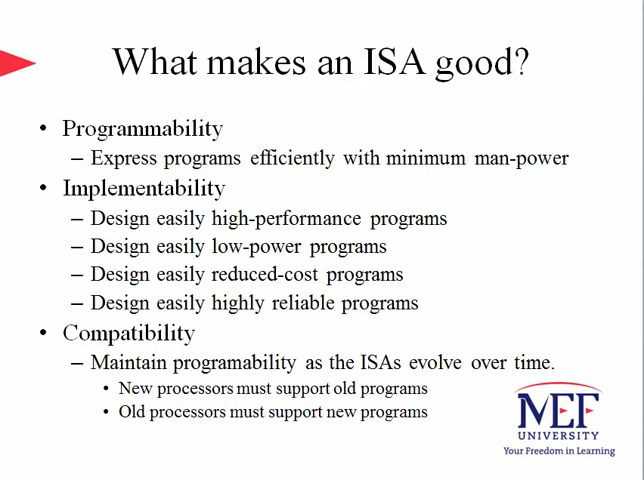 What makes an ISA good?
• Programmability
– Express programs efficiently with minimum man-power
• Implementability
– Design easily high-performance programs
– Design easily low-power programs
– Design easily reduced-cost programs
– Design easily highly reliable programs
• Compatibility
– Maintain programability as the ISAs evolve over time.
• New processors must support old programs
• Old processors must support new programs
MEF
UNIVERSITY
Your Freedom in Learning